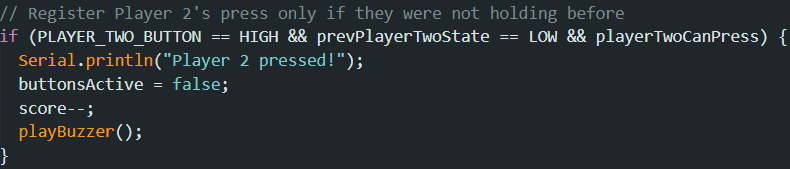 // Register Player 2's press only if they were not holding before
if (PLAYER_TWO_BUTTON == HIGH && prevPlayerTwoState == LOW && playerTwoCanPress) {
  Serial.println("Player 2 pressed!");
  buttonsActive = false;
  score--;
  playBuzzer();
}